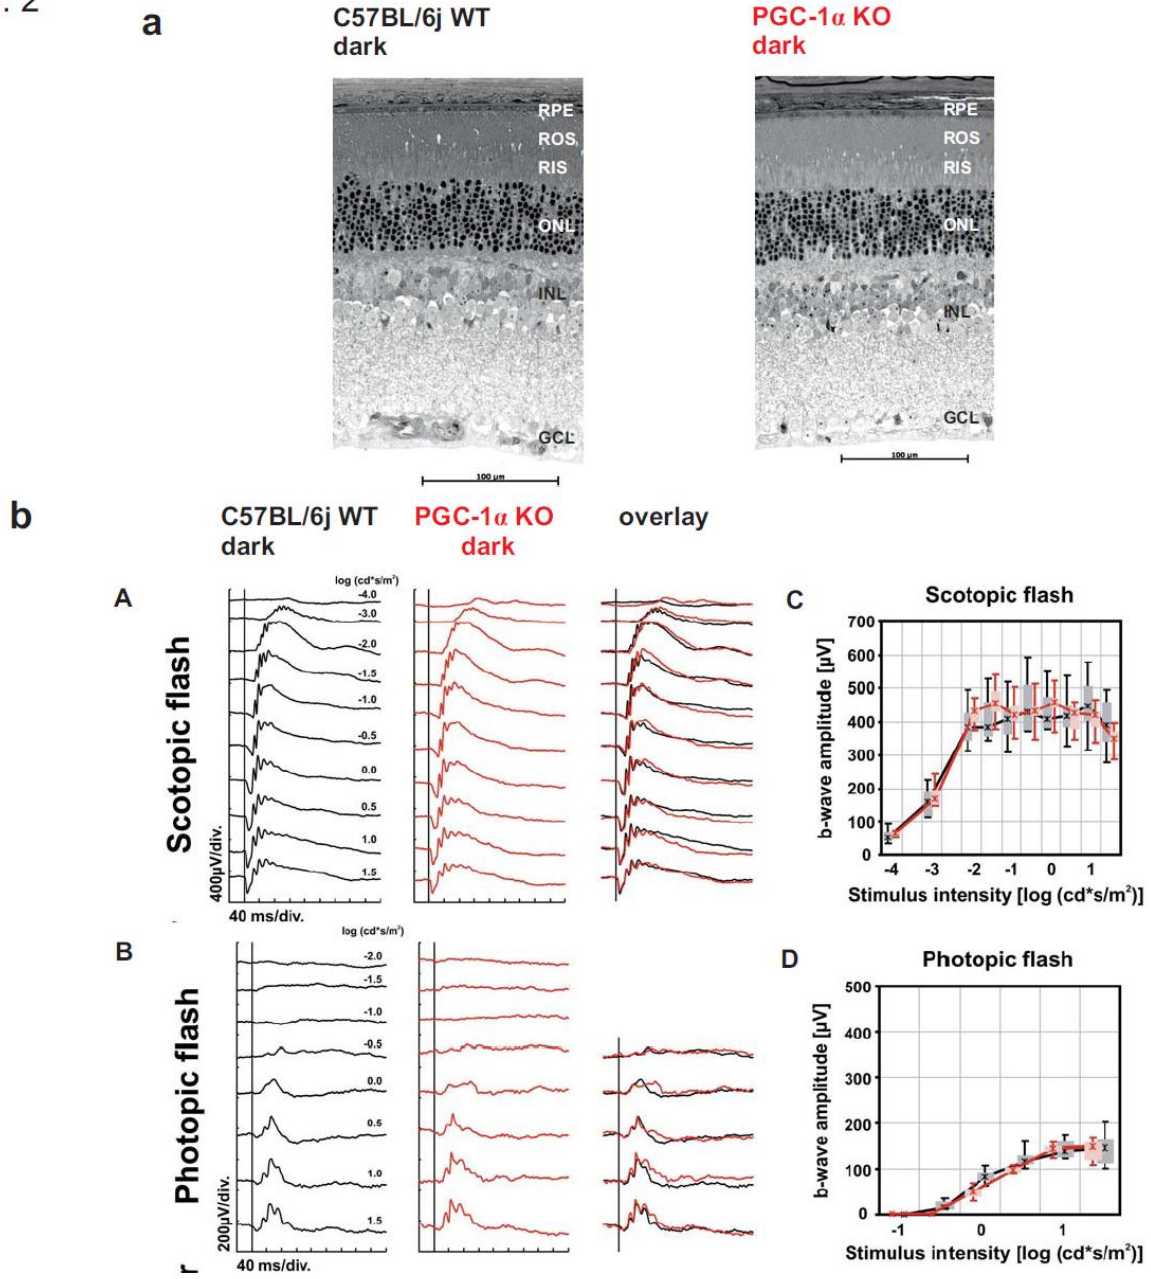 . 2
a
C57BL/6j WT
dark
PGC-1α KO
dark
RPE
ROS
RIS
ONL
INL
GCL
100 µm
RPE
ROS
RIS
ONL
INL
GCL
100 µm
b
C57BL/6j WT
dark
PGC-1α KO
dark
overlay
A
Scotopic flash
log (cd*s/m²)
-4.0
-3.0
-2.0
-1.5
-1.0
-0.5
0.0
0.5
1.0
1.5
400µV/div.
40 ms/div.
C
Scotopic flash
b-wave amplitude [µV]
700
600
500
400
300
200
100
0
-4 -3 -2 -1 0 1
Stimulus intensity [log (cd*s/m²)]
B
Photopic flash
log (cd*s/m²)
-2.0
-1.5
-1.0
-0.5
0.0
0.5
1.0
1.5
200µV/div.
40 ms/div.
D
Photopic flash
b-wave amplitude [µV]
500
400
300
200
100
0
-1 0 1
Stimulus intensity [log (cd*s/m²)]